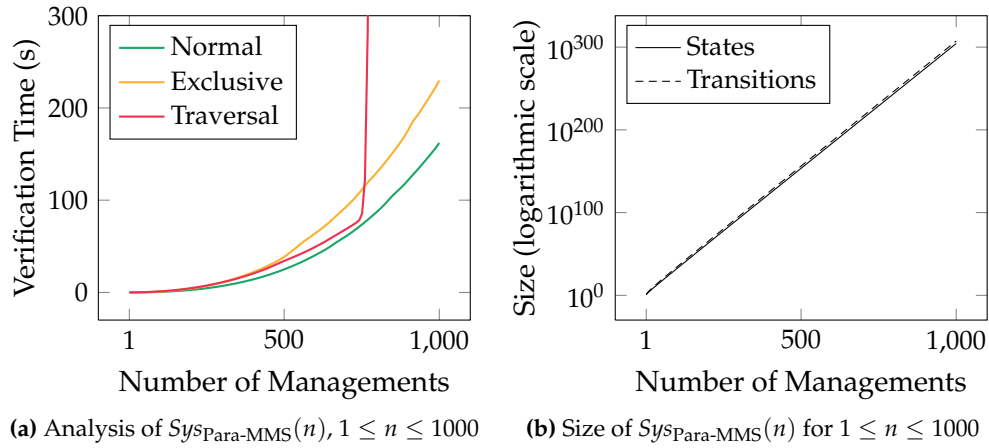 300
200
100
0
Verification Time (s)
Normal
Exclusive
Traversal
1
500
1,000
Number of Managements
(a) Analysis of Sys_Para-MMS(n), 1 ≤ n ≤ 1000
10^300
10^200
10^100
10^0
Size (logarithmic scale)
States
Transitions
1
500
1,000
Number of Managements
(b) Size of Sys_Para-MMS(n) for 1 ≤ n ≤ 1000